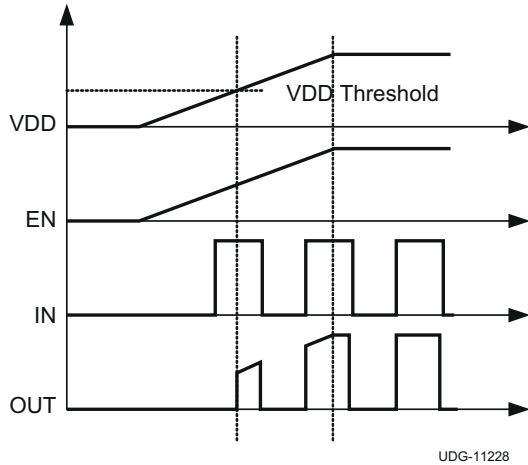 VDD Threshold
VDD
EN
IN
OUT
UDG-11228